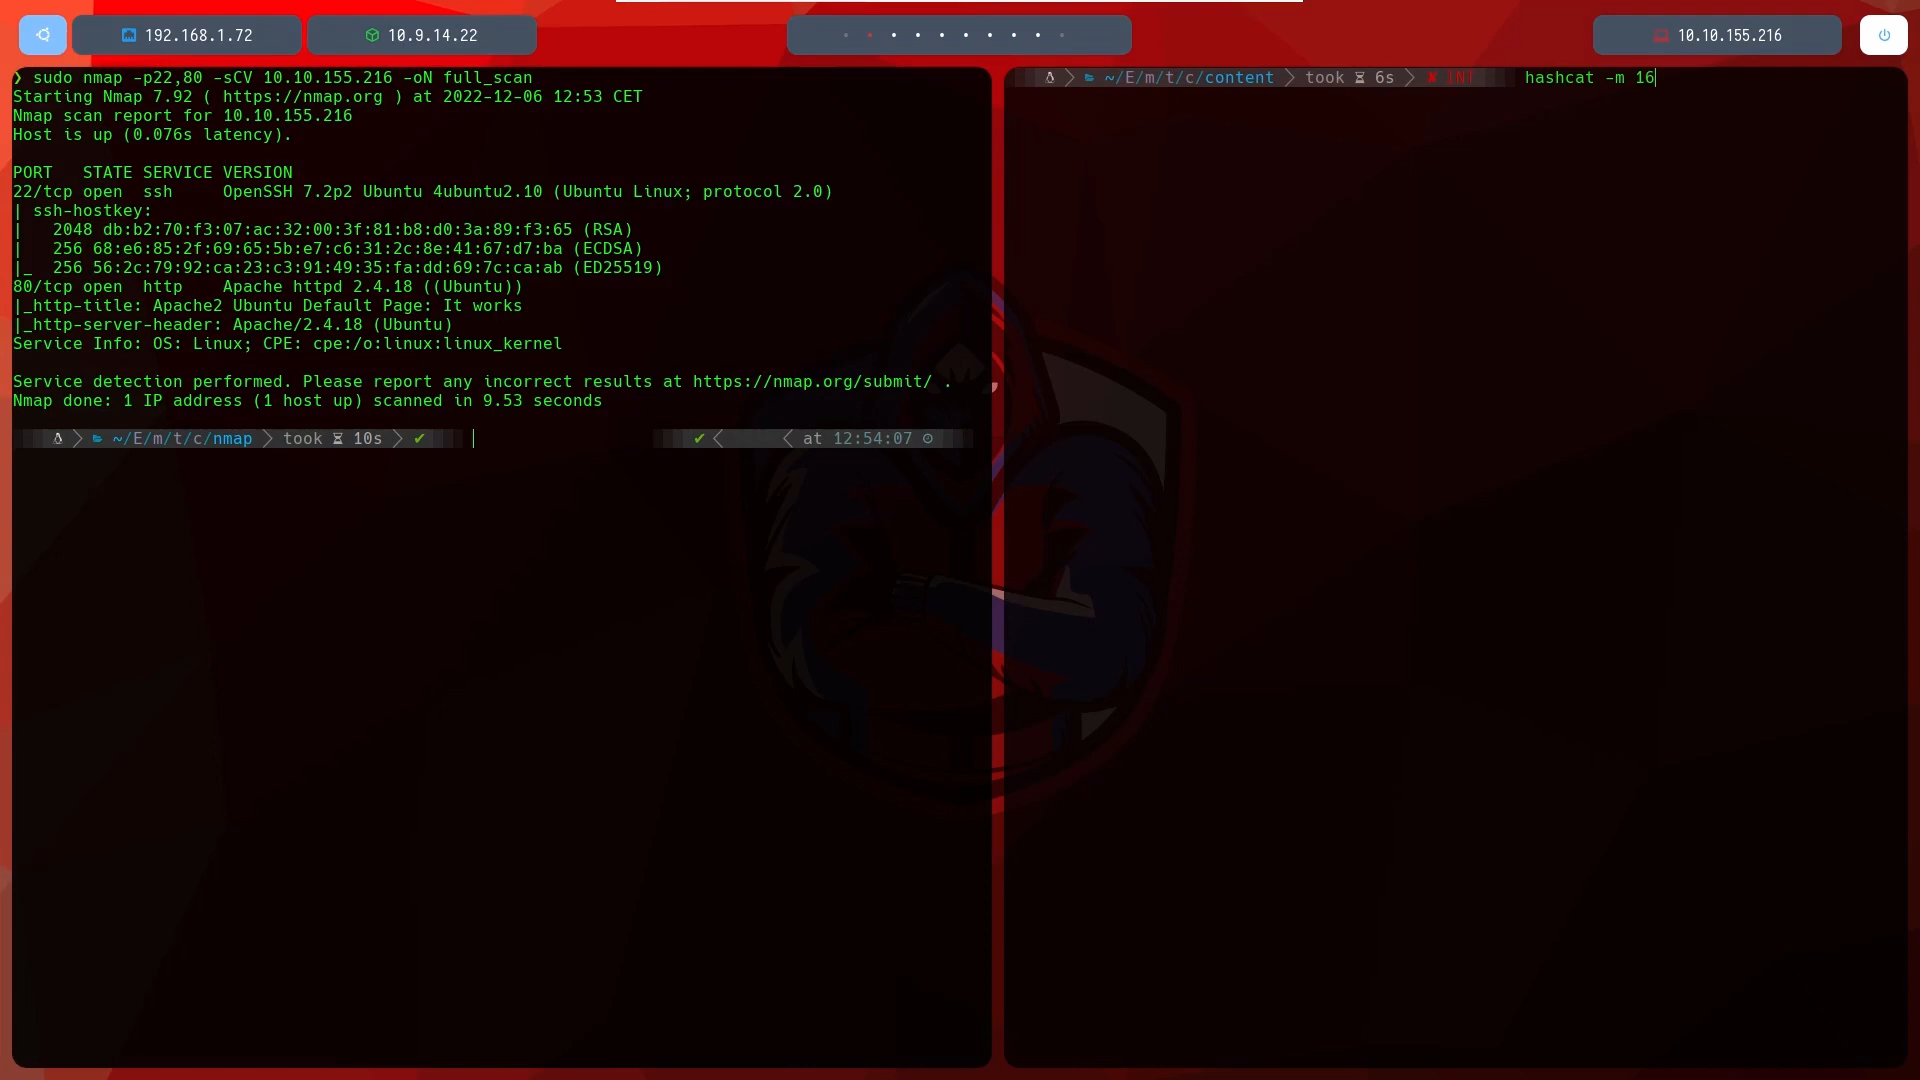 192.168.1.72 10.9.14.22 10.10.155.216
❯ sudo nmap -p22,80 -sCV 10.10.155.216 -oN full_scan
Starting Nmap 7.92 ( https://nmap.org ) at 2022-12-06 12:53 CET
Nmap scan report for 10.10.155.216
Host is up (0.076s latency).
PORT   STATE SERVICE VERSION
22/tcp open  ssh     OpenSSH 7.2p2 Ubuntu 4ubuntu2.10 (Ubuntu Linux; protocol 2.0)
| ssh-hostkey:
|   2048 db:b2:70:f3:07:ac:32:00:3f:81:b8:d0:3a:89:f3:65 (RSA)
|   256 68:e6:85:2f:69:65:5b:e7:c6:31:2c:8e:41:67:d7:ba (ECDSA)
|_  256 56:2c:79:92:ca:23:c3:91:49:35:fa:dd:69:7c:ca:ab (ED25519)
80/tcp open  http    Apache httpd 2.4.18 ((Ubuntu))
|_http-title: Apache2 Ubuntu Default Page: It works
|_http-server-header: Apache/2.4.18 (Ubuntu)
Service Info: OS: Linux; CPE: cpe:/o:linux:linux_kernel
Service detection performed. Please report any incorrect results at https://nmap.org/submit/ .
Nmap done: 1 IP address (1 host up) scanned in 9.53 seconds
~/E/m/t/c/nmap took 10s ✔ ✔ at 12:54:07
~/E/m/t/c/content took 6s ✘ INT hashcat -m 16